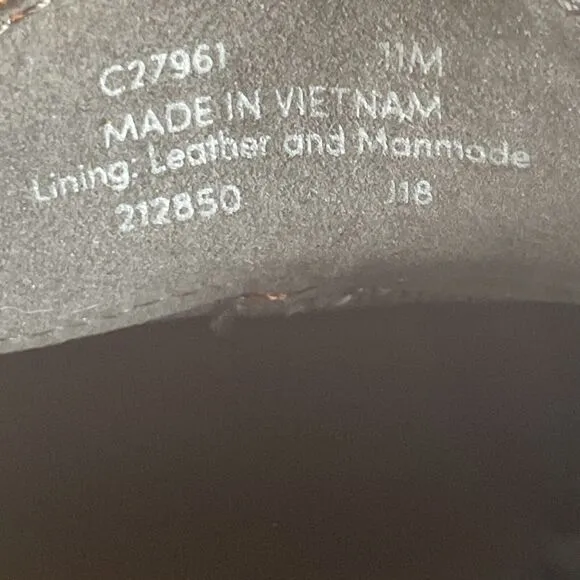 C27961 11M
MADE IN VIETNAM
Lining: Leather and Manmade
212850 J18